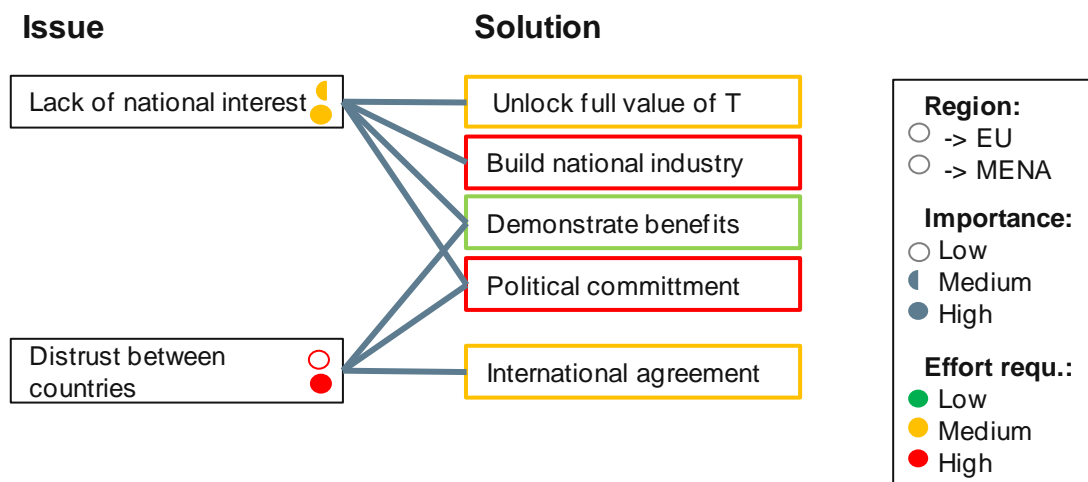 Issue
Solution
Lack of national interest
Unlock full value of T
Build national industry
Demonstrate benefits
Political committment
Distrust between
countries
International agreement
Region:
-> EU
-> MENA
Importance:
Low
Medium
High
Effort requ.:
Low
Medium
High